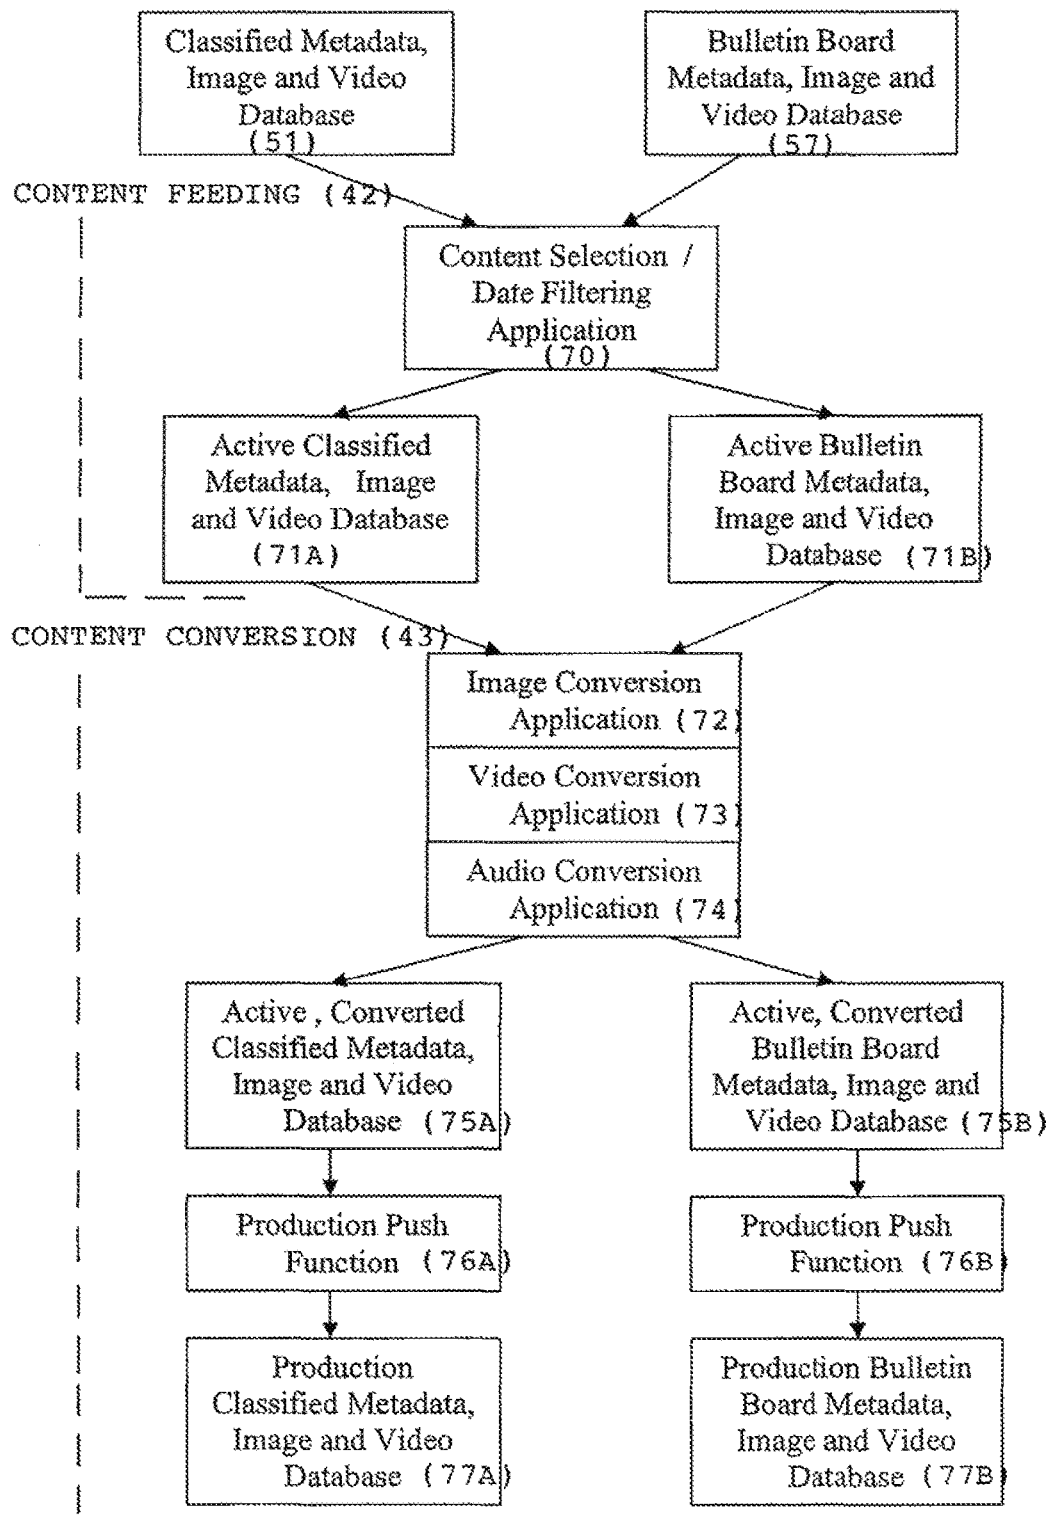 Classified Metadata,
Image and Video
Database
(51)
Bulletin Board
Metadata, Image and
Video Database
(57)
CONTENT FEEDING (42)
Content Selection /
Date Filtering
Application
(70)
Active Classified
Metadata, Image
and Video Database
(71A)
Active Bulletin
Board Metadata,
Image and Video
Database (71B)
CONTENT CONVERSION (43)
Image Conversion
Application (72)
Video Conversion
Application (73)
Audio Conversion
Application (74)
Active , Converted
Classified Metadata,
Image and Video
Database (75A)
Active, Converted
Bulletin Board
Metadata, Image and
Video Database (75B)
Production Push
Function (76A)
Production Push
Function (76B)
Production
Classified Metadata,
Image and Video
Database (77A)
Production Bulletin
Board Metadata,
Image and Video
Database (77B)